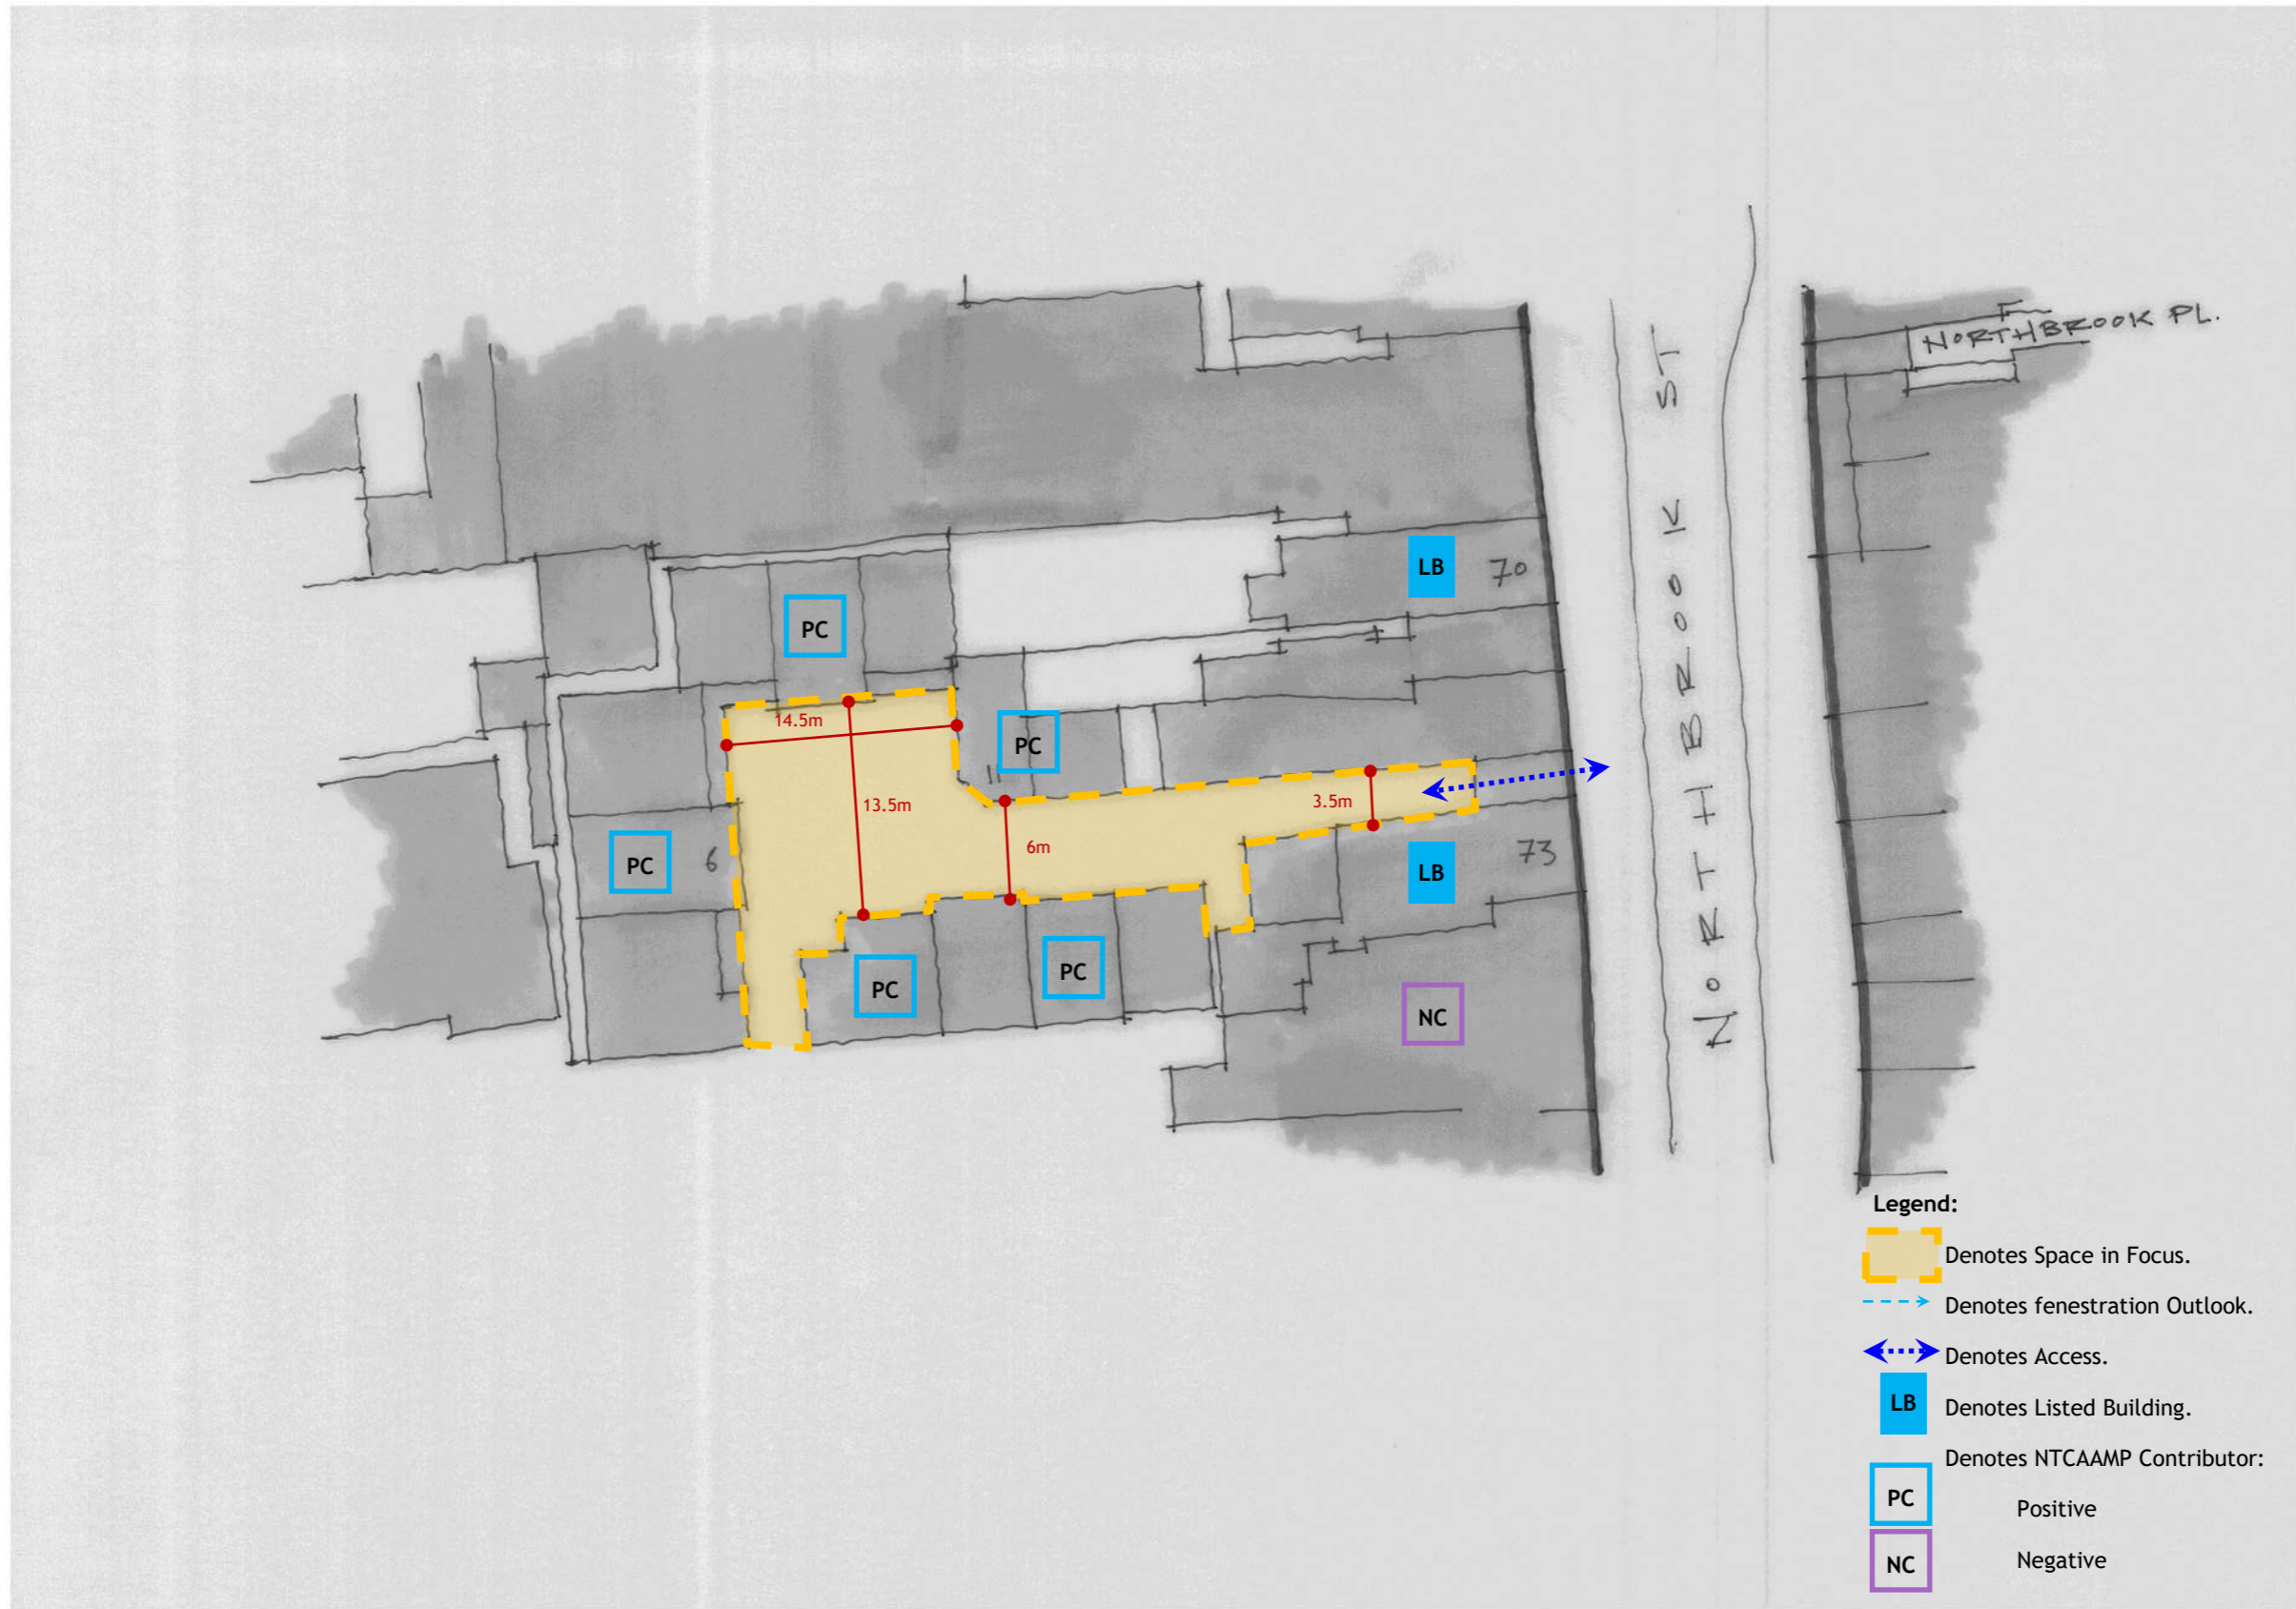 NORTHBROOK PL.
NORTHBROOK ST
LB
70
PC
14.5m
PC
11
13.5m
3.5m
6m
PC
6
LB
73
PC
PC
NC
Legend:
Denotes Space in Focus.
Denotes fenestration Outlook.
Denotes Access.
LB
Denotes Listed Building.
Denotes NTCAAMP Contributor:
PC
Positive
NC
Negative